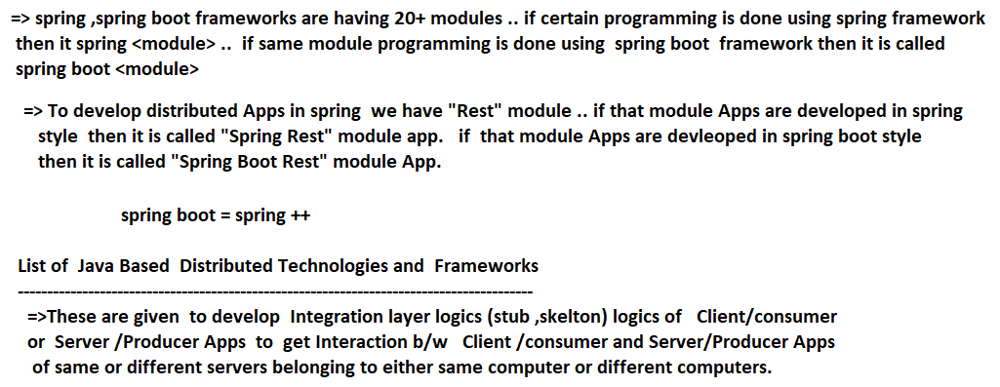 => spring ,spring boot frameworks are having 20+ modules .. if certain programming is done using spring framework
then it spring <module> ..  if same module programming is done using  spring boot  framework then it is called
spring boot <module>
=> To develop distributed Apps in spring  we have "Rest" module .. if that module Apps are developed in spring
style  then it is called "Spring Rest" module app.   if  that module Apps are devleoped in spring boot style
then it is called "Spring Boot Rest" module App.
spring boot = spring ++
List of  Java Based  Distributed Technologies and  Frameworks
----------------------------------------------------------------------------------------
=>These are given  to develop  Integration layer logics (stub ,skelton) logics of   Client/consumer
or  Server /Producer Apps  to  get Interaction b/w   Client /consumer and Server/Producer Apps
of same or different servers belonging to either same computer or different computers.